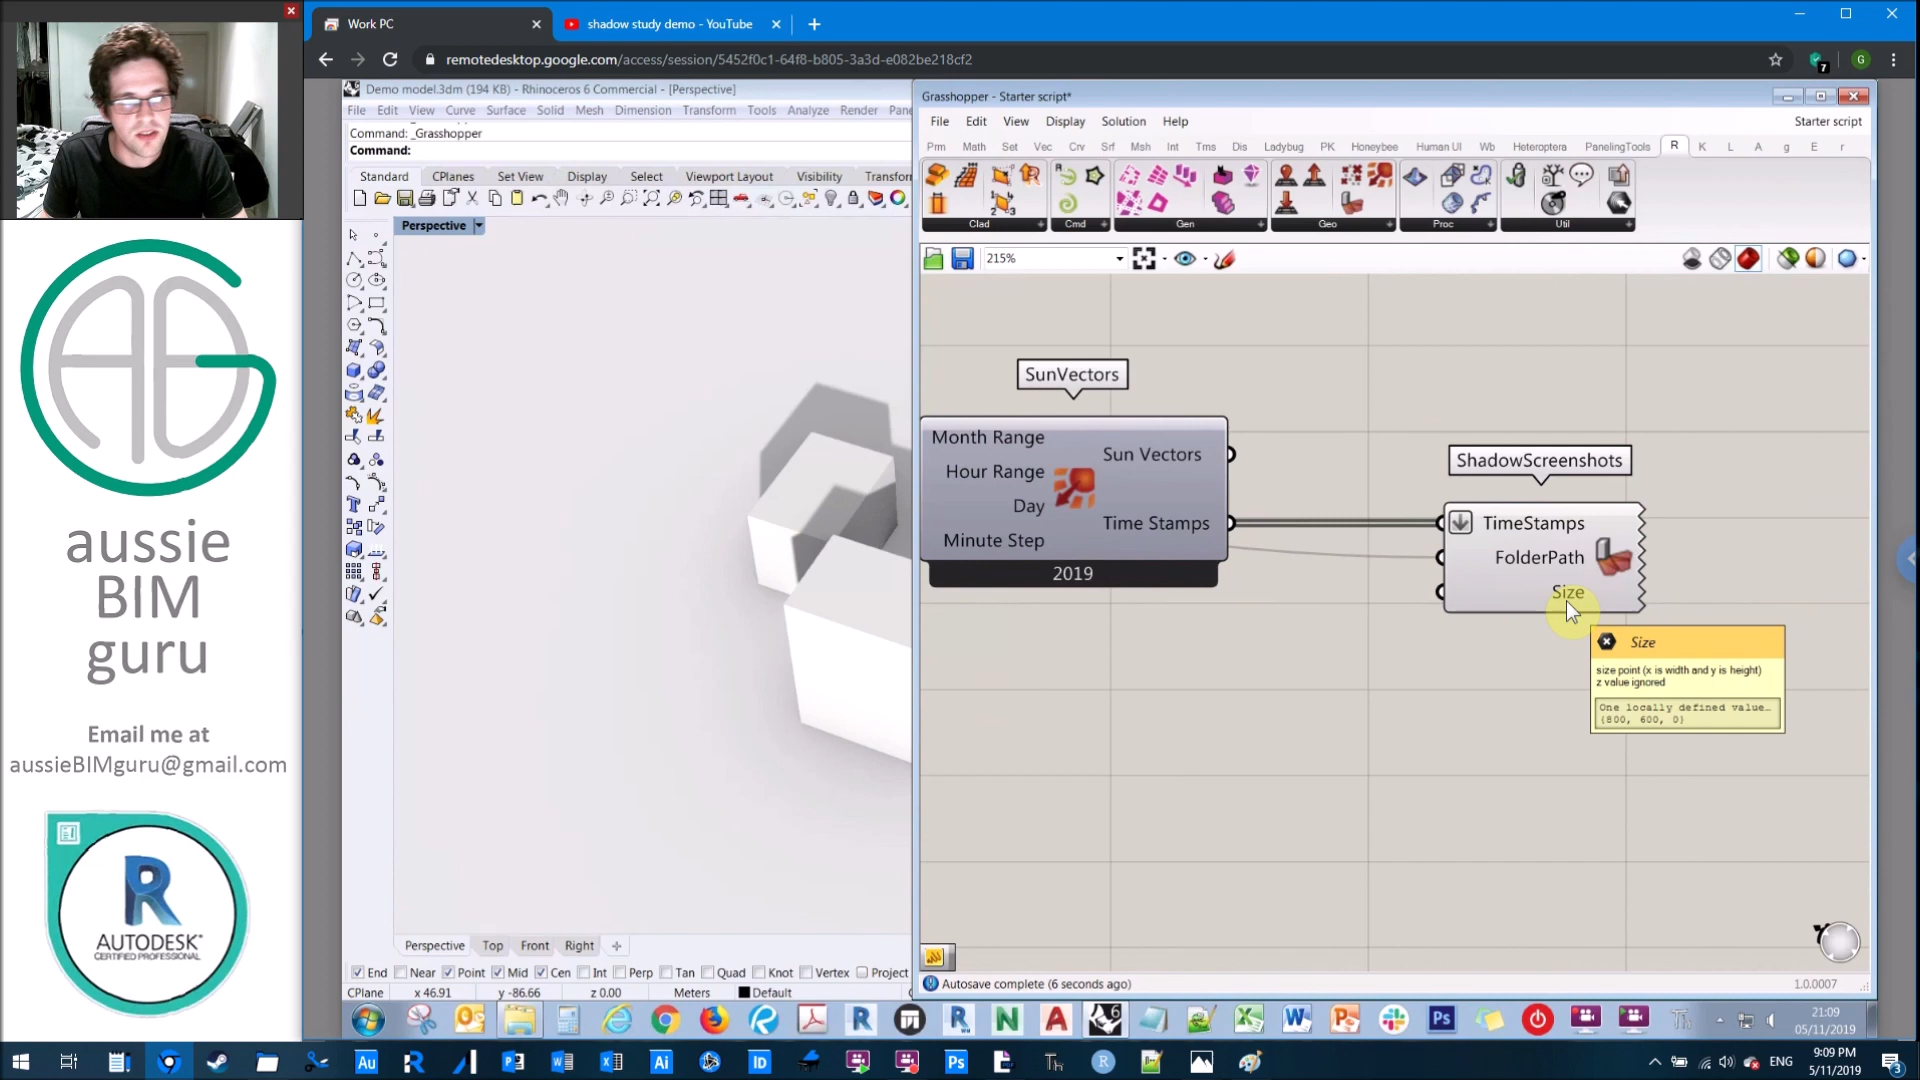 Work PC
shadow study demo - YouTube
remotedesktop.google.com/access/session/5452f0c1-64f8-b805-3a3d-e082be218cf2
G
7
Demo model.3dm (194 KB) - Rhinoceros 6 Commercial - [Perspective]
File Edit View Curve Surface Solid Mesh Dimension Transform Tools Analyze Render Pane
Command: _Grasshopper
Command:
Standard CPlanes Set View Display Select Viewport Layout Visibility Transforn
Perspective
Grasshopper - Starter script*
File Edit View Display Solution Help
Starter script
Prm Math Set Vec Crv Srf Msh Int Trns Dis Ladybug PK Honeybee Human UI Wb Heteroptera PanelingTools R K L A g E r
Clad Cmd Gen Geo Proc Util
215%
SunVectors
Month Range
Hour Range
Day
Minute Step
Sun Vectors
Time Stamps
2019
ShadowScreenshots
TimeStamps
FolderPath
Size
Size
size point (x is width and y is height)
z value ignored
One locally defined value…
{800, 600, 0}
aussie
BIM
guru
Email me at
aussieBIMguru@gmail.com
R
AUTODESK
CERTIFIED PROFESSIONAL
Perspective Top Front Right
End Near Point Mid Cen Int Perp Tan Quad Knot Vertex Project
CPlane x 46.91 y -86.66 z 0.00 Meters Default
Autosave complete (6 seconds ago)
1.0.0007
21:09
05/11/2019
ENG
9:09 PM
5/11/2019
3